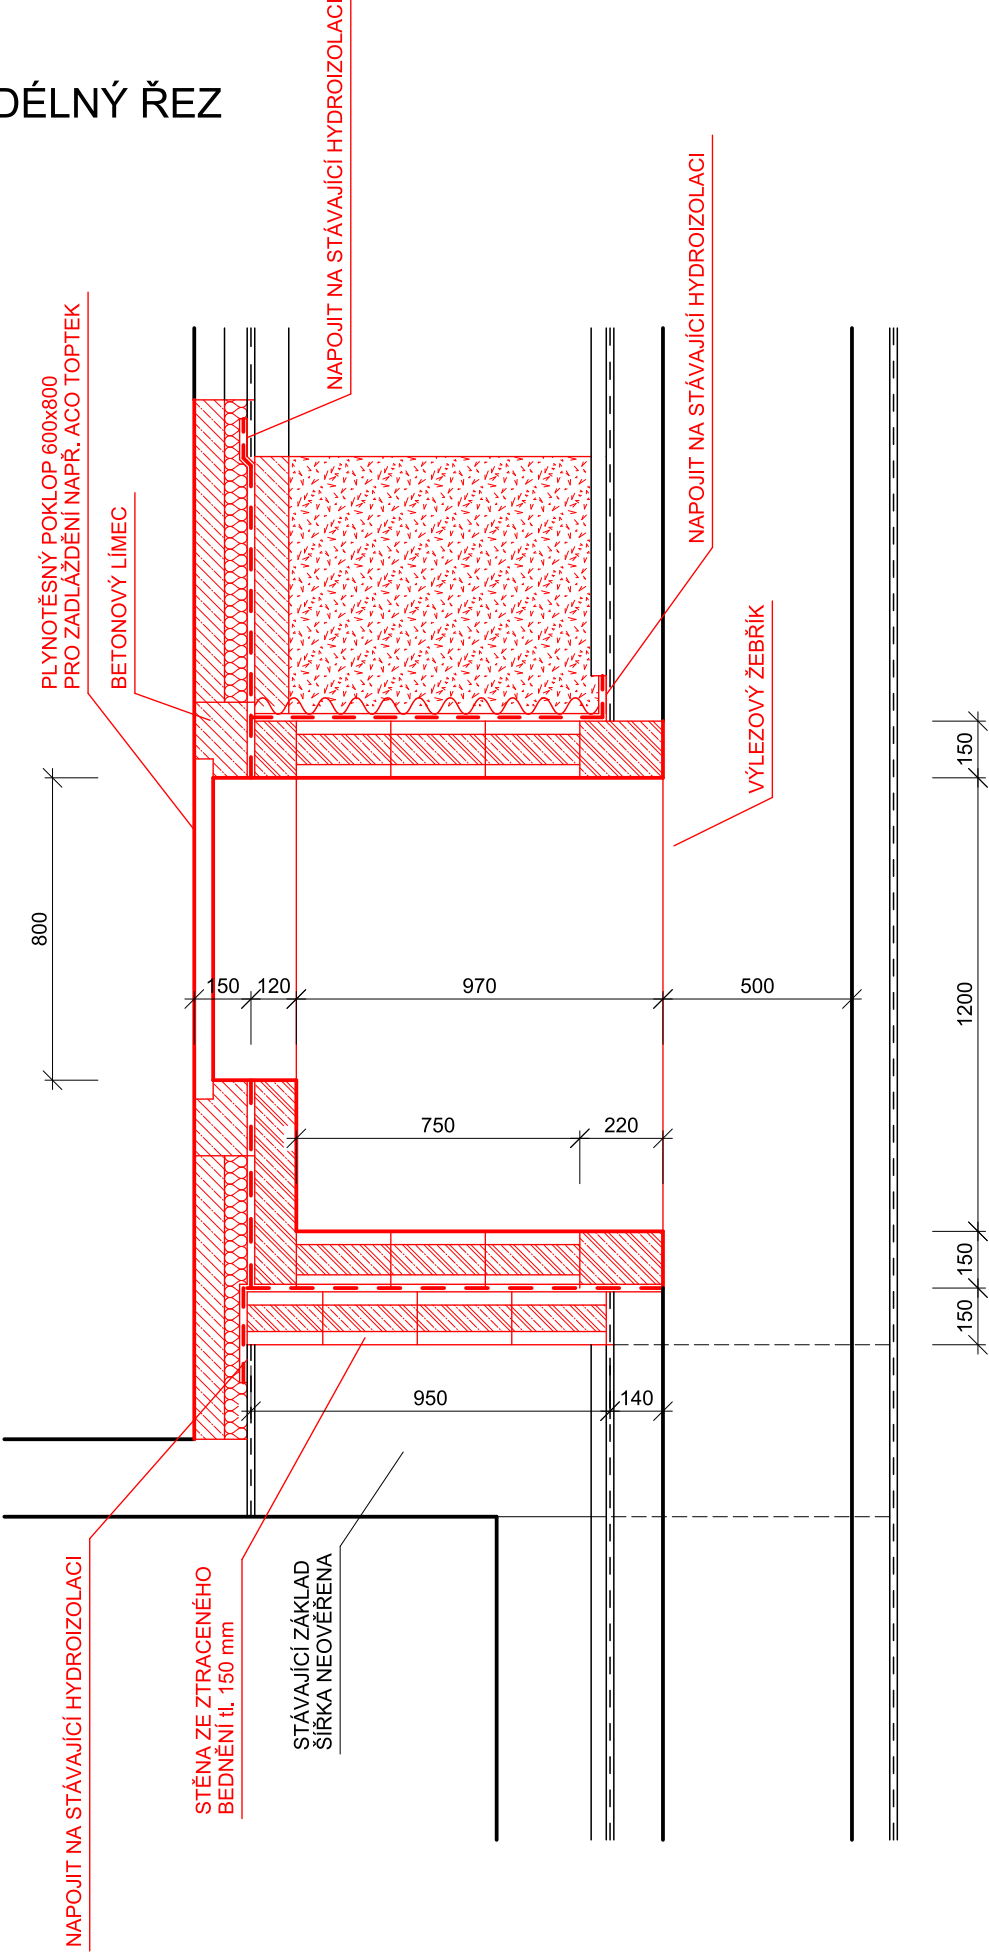 DÉLNÝ ŘEZ
NAPOJIT NA STÁVAJÍCÍ HYDROIZOLACI
NAPOJIT NA STÁVAJÍCÍ HYDROIZOLACI
PLYNOTĚSNÝ POKLOP 600x800
PRO ZADLÁŽDĚNÍ NAPŘ. ACO TOPTEK
BETONOVÝ LÍMEC
VÝLEZOVÝ ŽEBŘÍK
150
800
150
120
970
500
1200
750
220
150
150
950
140
NAPOJIT NA STÁVAJÍCÍ HYDROIZOLACI
STĚNA ZE ZTRACENÉHO
BEDNĚNÍ tl. 150 mm
STÁVAJÍCÍ ZÁKLAD
ŠÍŘKA NEOVĚŘENA